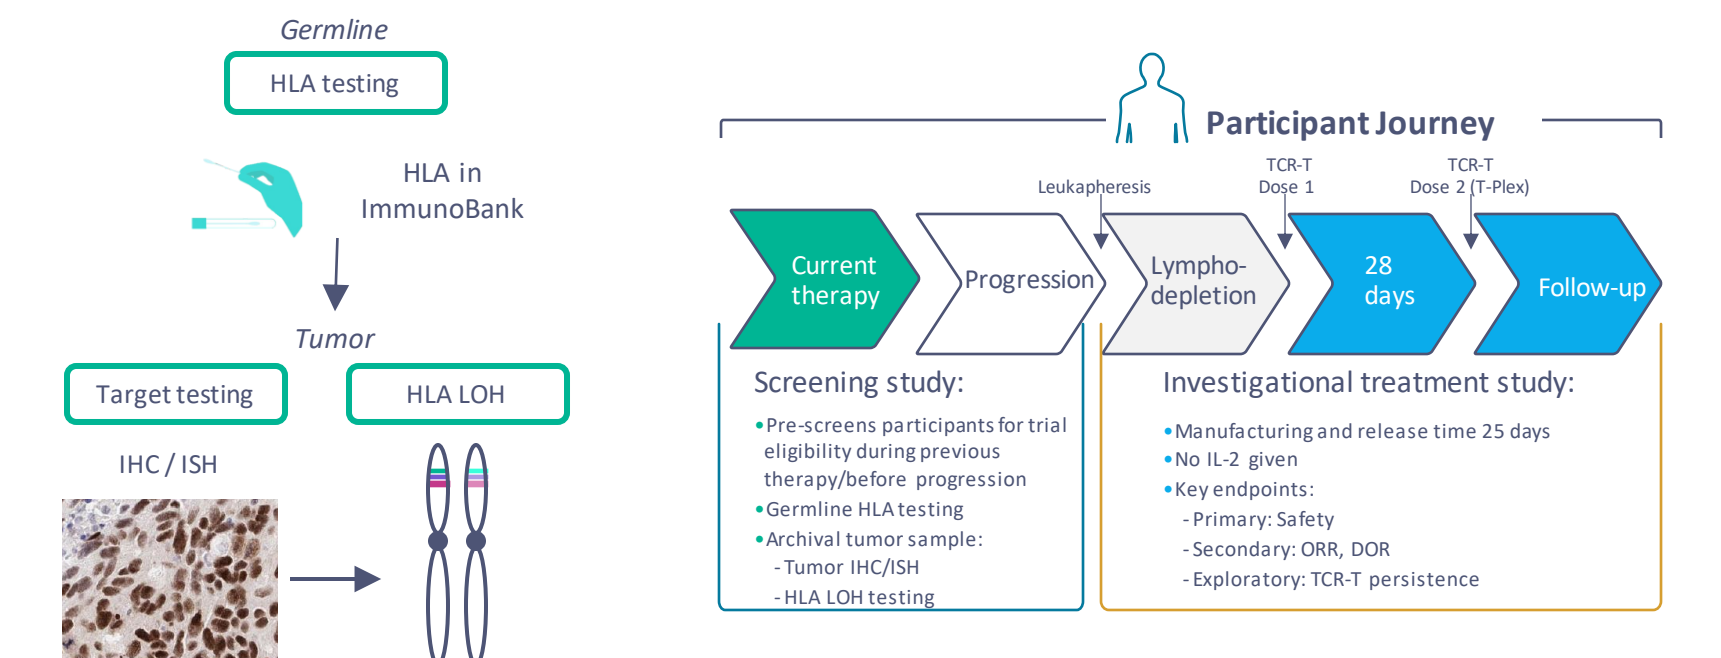 Germline
HLA testing
HLA in
ImmunoBank
Tumor
Target testing
HLA LOH
IHC / ISH
Participant Journey
Leukapheresis
TCR-T
Dose 1
TCR-T
Dose 2 (T-Plex)
Current
therapy
Progression
Lympho-
depletion
28
days
Follow-up
Screening study:
•Pre-screens participants for trial
eligibility during previous
therapy/before progression
•Germline HLA testing
•Archival tumor sample:
- Tumor IHC/ISH
- HLA LOH testing
Investigational treatment study:
•Manufacturing and release time 25 days
•No IL-2 given
•Key endpoints:
- Primary: Safety
- Secondary: ORR, DOR
- Exploratory: TCR-T persistence